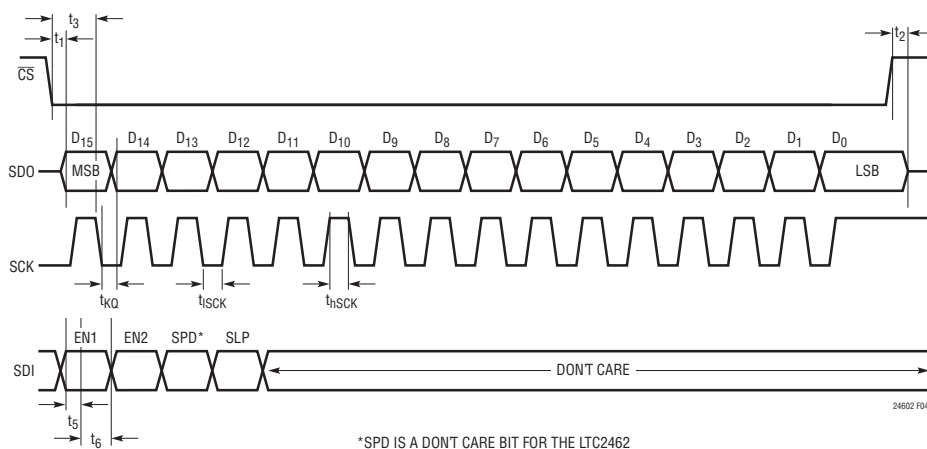 t3
t1
t2
CS
D15 D14 D13 D12 D11 D10 D9 D8 D7 D6 D5 D4 D3 D2 D1 D0
SDO MSB LSB
SCK
tKQ tlSCK thSCK
EN1 EN2 SPD* SLP
SDI DON'T CARE
24602 F04
t5
t6
*SPD IS A DON'T CARE BIT FOR THE LTC2462